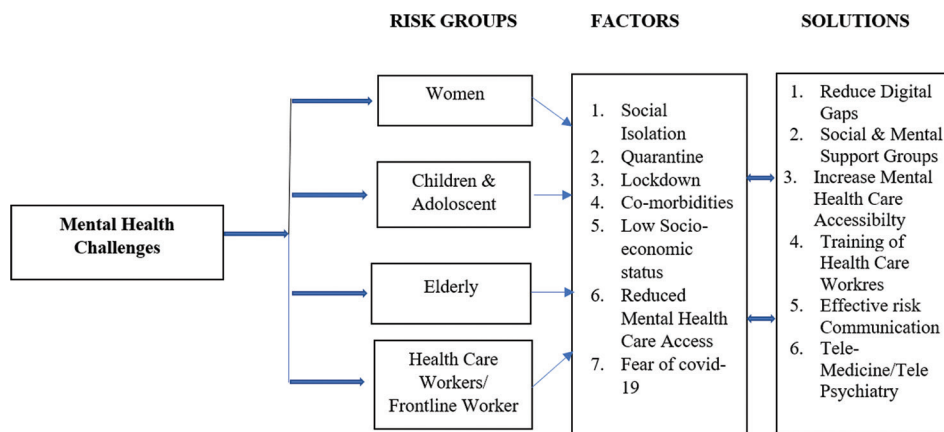 RISK GROUPS
FACTORS
SOLUTIONS
Mental Health
Challenges
Women
Children &
Adoloscent
Elderly
Health Care
Workers/
Frontline Worker
1. Social
Isolation
2. Quarantine
3. Lockdown
4. Co-morbidities
5. Low Socio-
economic
status
6. Reduced
Mental Health
Care Access
7. Fear of covid-
19
1. Reduce Digital
Gaps
2. Social & Mental
Support Groups
3. Increase Mental
Health Care
Accessibilty
4. Training of
Health Care
Workres
5. Effective risk
Communication
6. Tele-
Medicine/Tele
Psychiatry